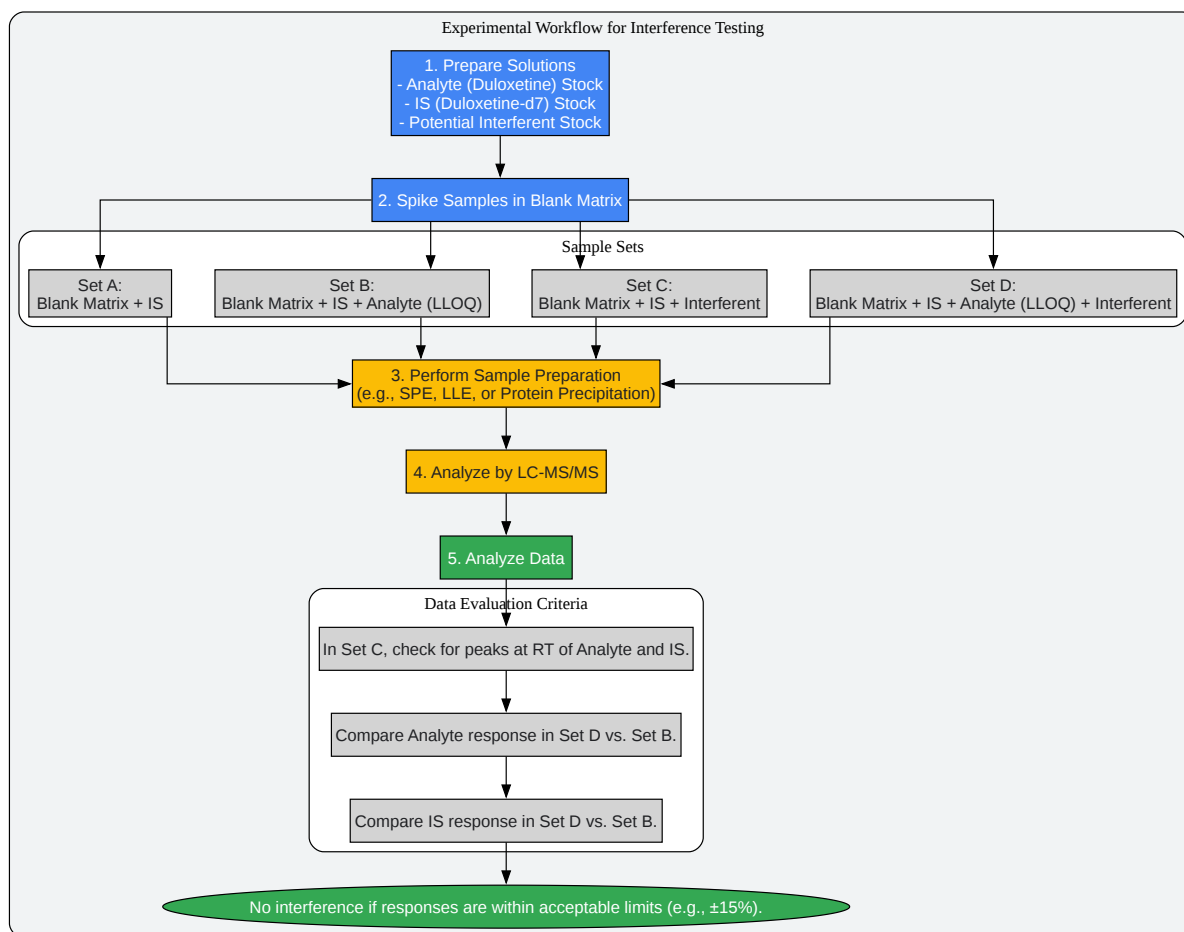 Experimental Workflow for Interference Testing
1. Prepare Solutions
- Analyte (Duloxetine) Stock
- IS (Duloxetine-d7) Stock
- Potential Interferent Stock
2. Spike Samples in Blank Matrix
Sample Sets
Set A:
Blank Matrix + IS
Set B:
Blank Matrix + IS + Analyte (LLOQ)
Set C:
Blank Matrix + IS + Interferent
Set D:
Blank Matrix + IS + Analyte (LLOQ) + Interferent
3. Perform Sample Preparation
(e.g., SPE, LLE, or Protein Precipitation)
4. Analyze by LC-MS/MS
5. Analyze Data
Data Evaluation Criteria
In Set C, check for peaks at RT of Analyte and IS.
Compare Analyte response in Set D vs. Set B.
Compare IS response in Set D vs. Set B.
No interference if responses are within acceptable limits (e.g., ±15%).